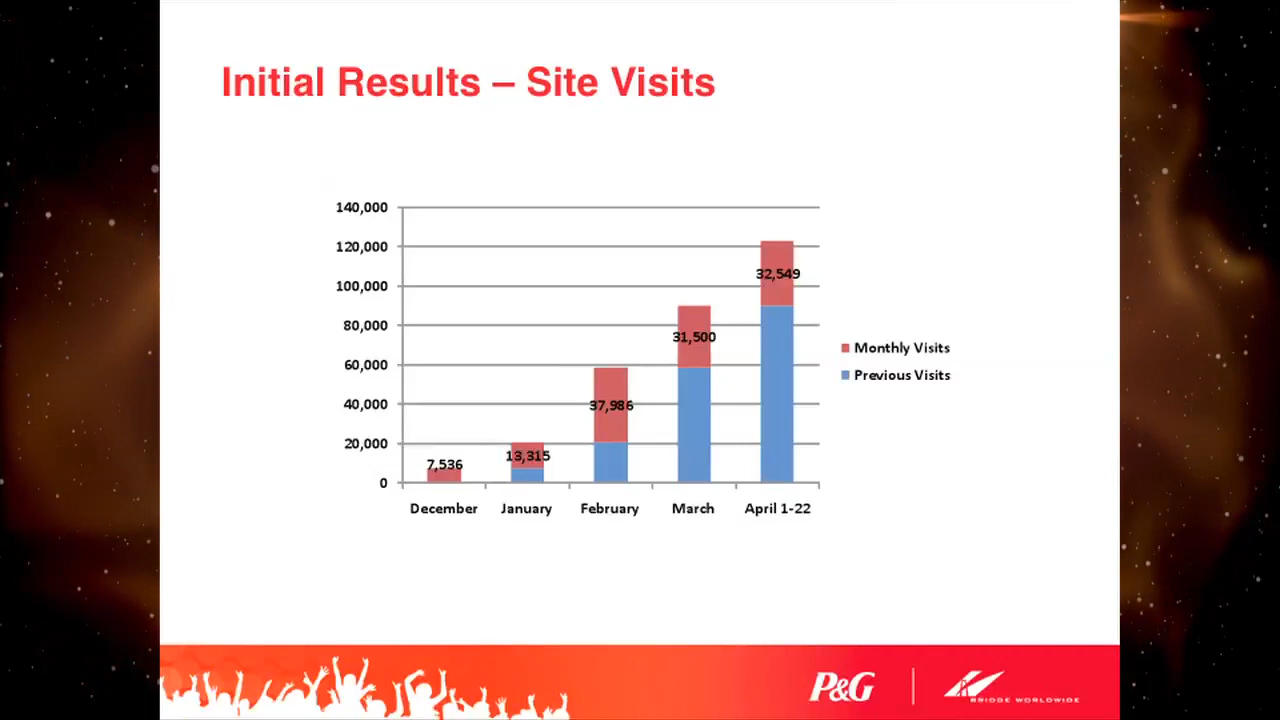 Initial Results – Site Visits
140,000
120,000
100,000
80,000
60,000
40,000
20,000
0
7,536
13,315
37,986
31,500
32,549
December January February March April 1-22
Monthly Visits
Previous Visits
P&G
BRIDGE WORLDWIDE